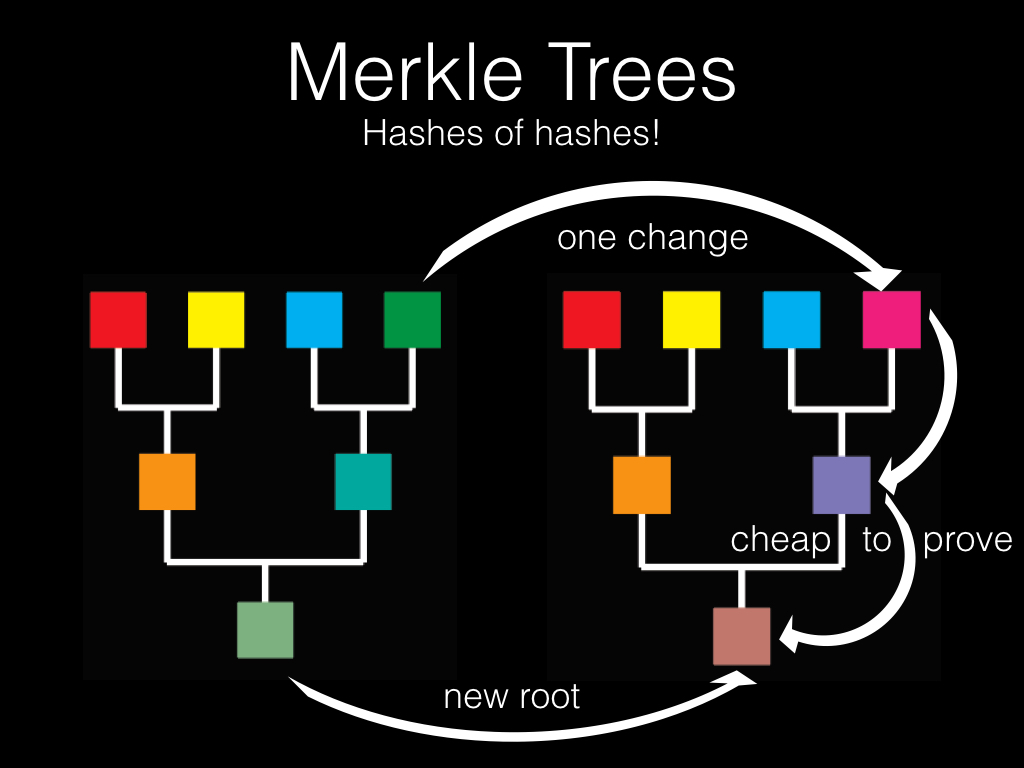 Merkle Trees
Hashes of hashes!
one change
cheap to prove
new root